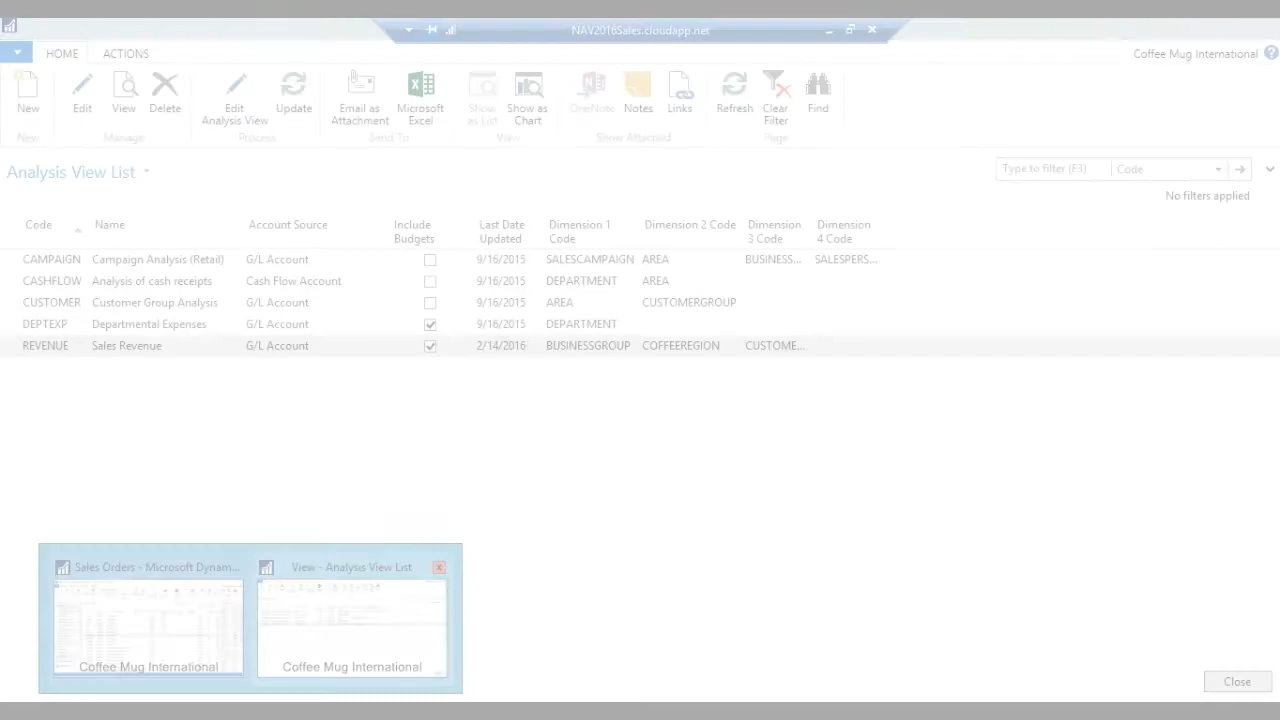 NAV2016Sales.cloudapp.net
HOME ACTIONS Coffee Mug International ?
New Edit View Delete Edit Analysis View Update Email as Attachment Microsoft Excel Show as List Show as Chart OneNote Notes Links Refresh Clear Filter Find
New Manage Process Send To View Show Attached Page
Analysis View List Type to filter (F3) Code
No filters applied
Code Name Account Source Include Budgets Last Date Updated Dimension 1 Code Dimension 2 Code Dimension 3 Code Dimension 4 Code
CAMPAIGN Campaign Analysis (Retail) G/L Account 9/16/2015 SALESCAMPAIGN AREA BUSINESS... SALESPERS...
CASHFLOW Analysis of cash receipts Cash Flow Account 9/16/2015 DEPARTMENT AREA
CUSTOMER Customer Group Analysis G/L Account 9/16/2015 AREA CUSTOMERGROUP
DEPTEXP Departmental Expenses G/L Account 9/16/2015 DEPARTMENT
REVENUE Sales Revenue G/L Account 2/14/2016 BUSINESSGROUP COFFEEREGION CUSTOME...
Sales Orders - Microsoft Dynam... View - Analysis View List
Coffee Mug International Coffee Mug International
Close